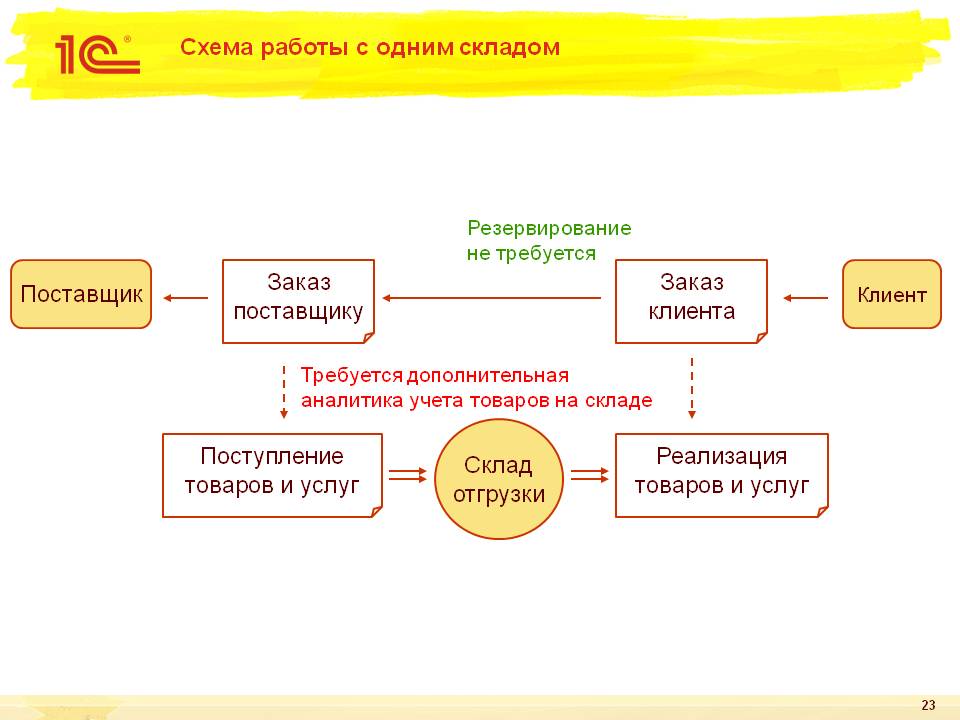 1С®
Схема работы с одним складом
Резервирование
не требуется
Поставщик
Заказ
поставщику
Заказ
клиента
Клиент
Требуется дополнительная
аналитика учета товаров на складе
Поступление
товаров и услуг
Склад
отгрузки
Реализация
товаров и услуг
23